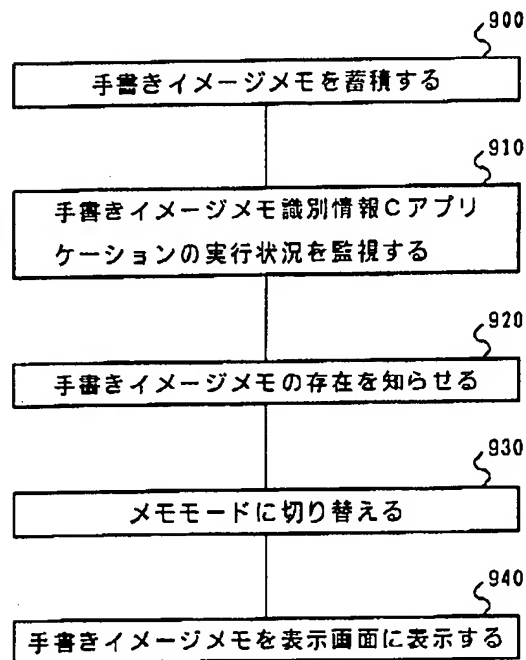 900
手書きイメージメモを蓄積する
910
手書きイメージメモ識別情報Cアプリ
ケーションの実行状況を監視する
920
手書きイメージメモの存在を知らせる
930
メモモードに切り替える
940
手書きイメージメモを表示画面に表示する